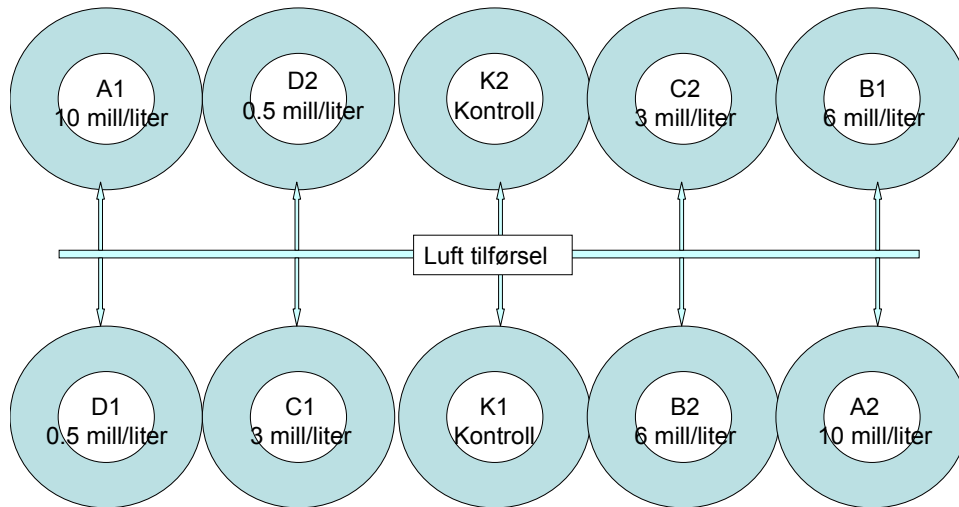 A1
10 mill/liter
D2
0.5 mill/liter
K2
Kontroll
C2
3 mill/liter
B1
6 mill/liter
Luft tilførsel
D1
0.5 mill/liter
C1
3 mill/liter
K1
Kontroll
B2
6 mill/liter
A2
10 mill/liter